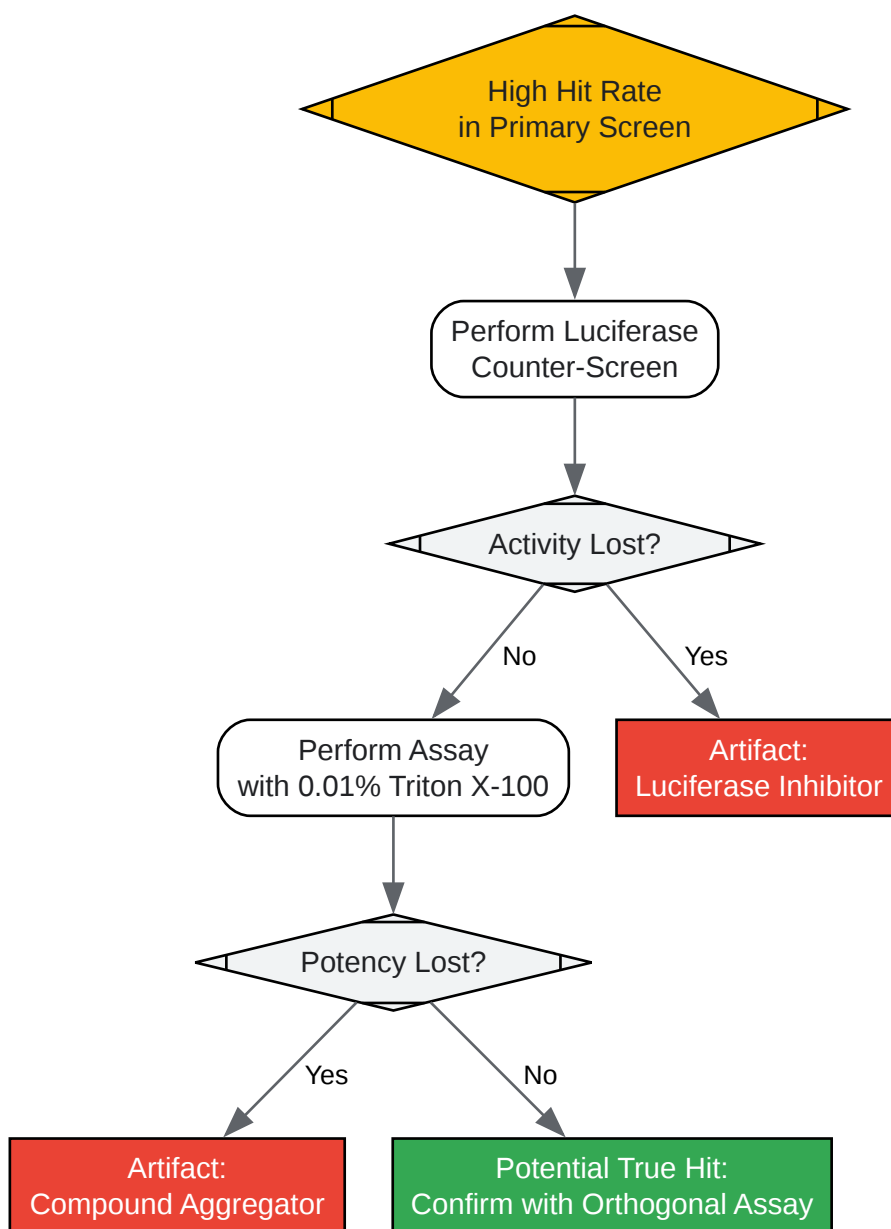 High Hit Rate
in Primary Screen
Perform Luciferase
Counter-Screen
Activity Lost?
No
Yes
Perform Assay
with 0.01% Triton X-100
Artifact:
Luciferase Inhibitor
Potency Lost?
Yes
No
Artifact:
Compound Aggregator
Potential True Hit:
Confirm with Orthogonal Assay